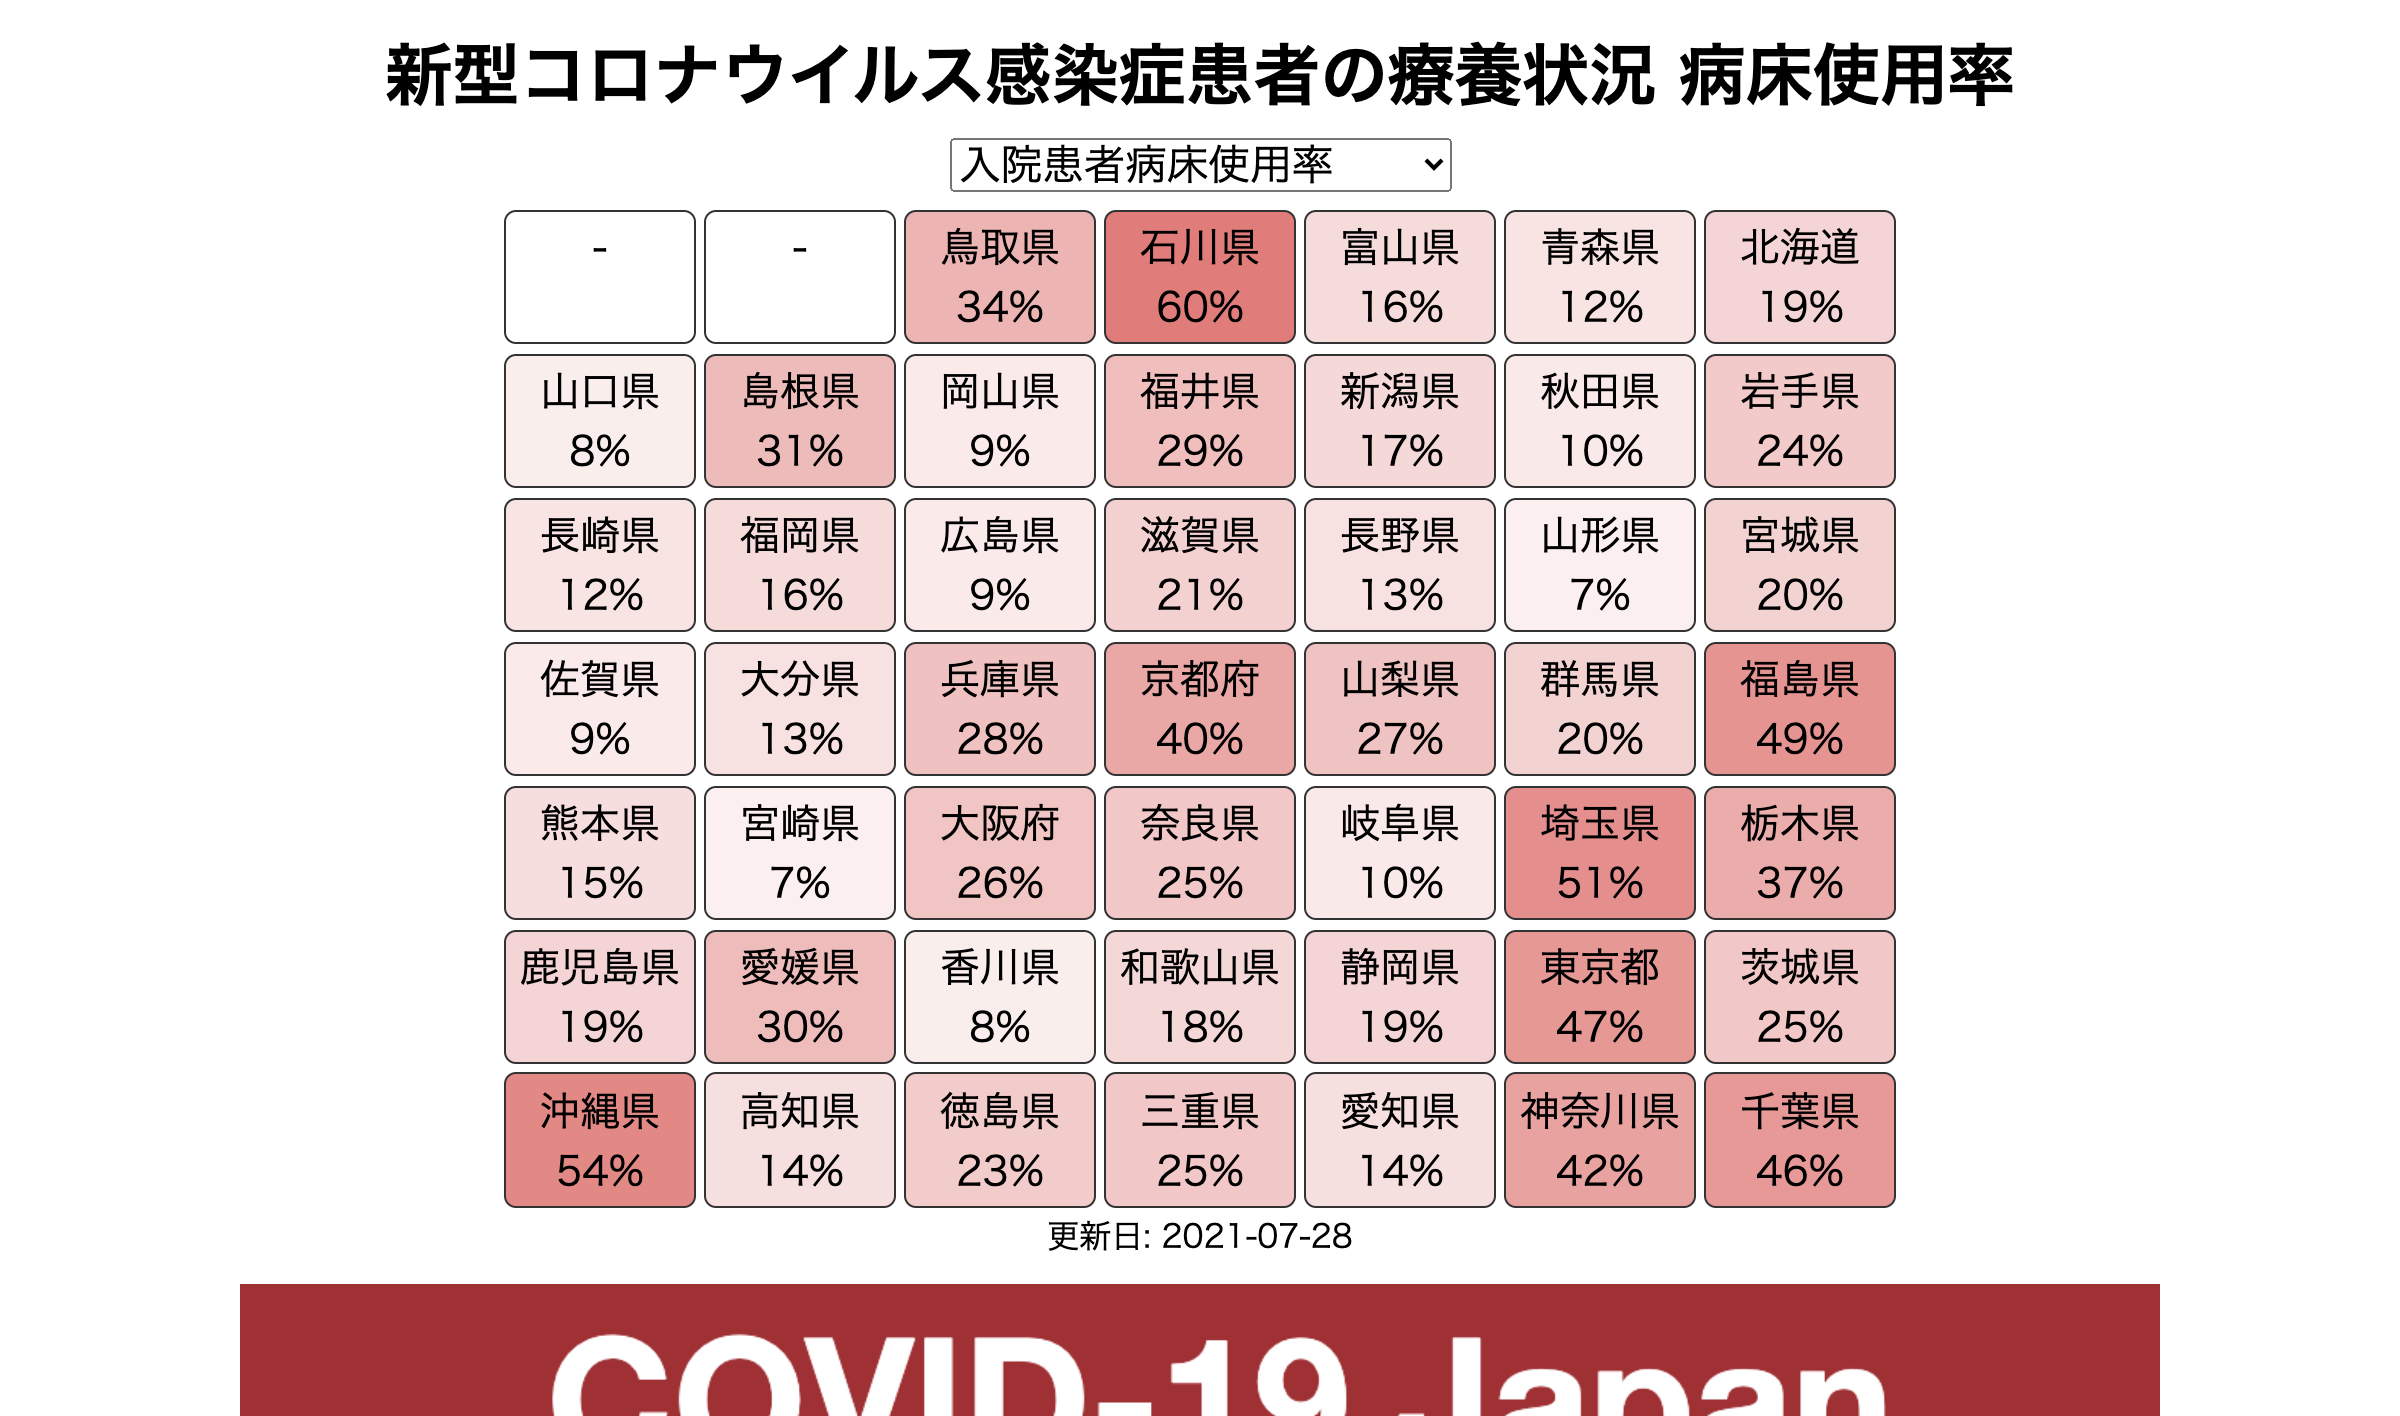 新型コロナウイルス感染症患者の療養状況 病床使用率
入院患者病床使用率
- - 鳥取県 石川県 富山県 青森県 北海道
34% 60% 16% 12% 19%
山口県 島根県 岡山県 福井県 新潟県 秋田県 岩手県
8% 31% 9% 29% 17% 10% 24%
長崎県 福岡県 広島県 滋賀県 長野県 山形県 宮城県
12% 16% 9% 21% 13% 7% 20%
佐賀県 大分県 兵庫県 京都府 山梨県 群馬県 福島県
9% 13% 28% 40% 27% 20% 49%
熊本県 宮崎県 大阪府 奈良県 岐阜県 埼玉県 栃木県
15% 7% 26% 25% 10% 51% 37%
鹿児島県 愛媛県 香川県 和歌山県 静岡県 東京都 茨城県
19% 30% 8% 18% 19% 47% 25%
沖縄県 高知県 徳島県 三重県 愛知県 神奈川県 千葉県
54% 14% 23% 25% 14% 42% 46%
更新日: 2021-07-28
COVID-19 Japan